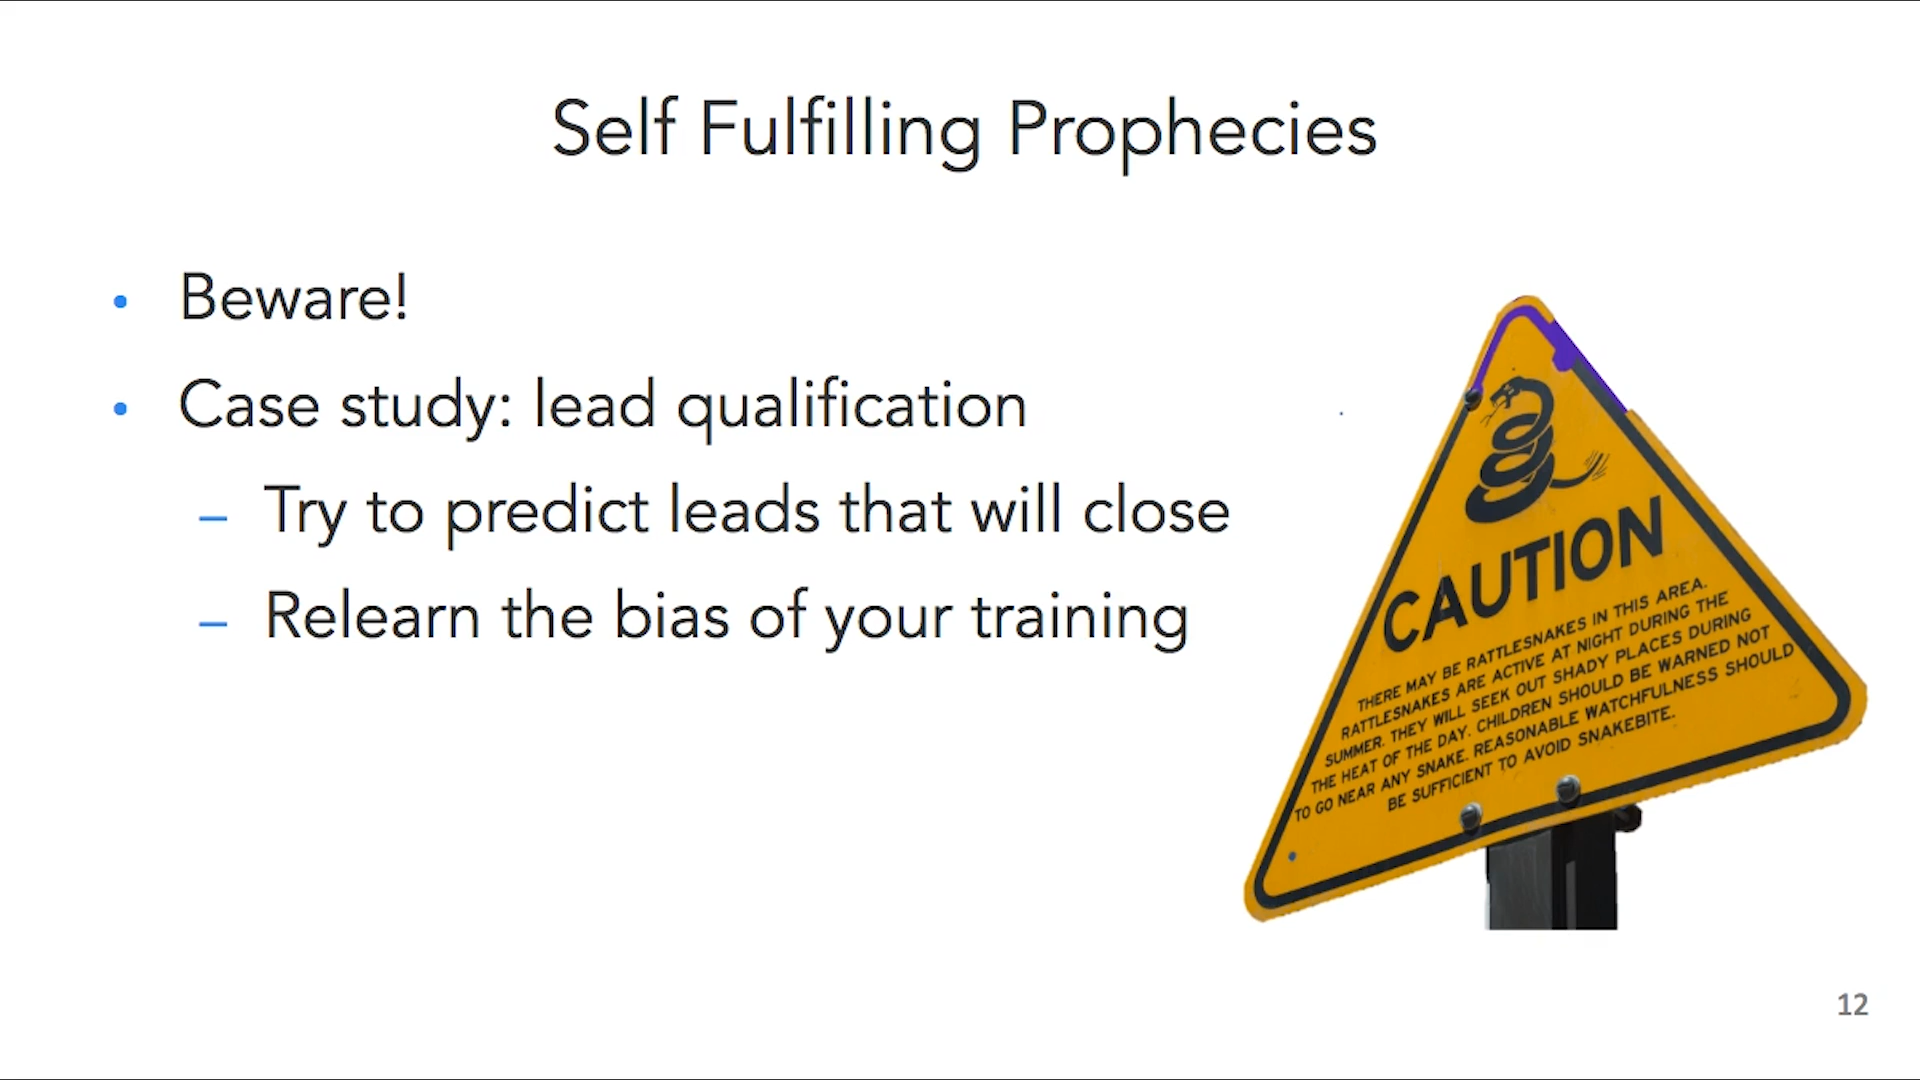 Self Fulfilling Prophecies
• Beware!
• Case study: lead qualification
– Try to predict leads that will close
– Relearn the bias of your training
CAUTION
THERE MAY BE RATTLESNAKES IN THIS AREA.
RATTLESNAKES ARE ACTIVE AT NIGHT DURING THE
SUMMER. THEY WILL SEEK OUT SHADY PLACES DURING
THE HEAT OF THE DAY. CHILDREN SHOULD BE WARNED NOT
TO GO NEAR ANY SNAKE. REASONABLE WATCHFULNESS SHOULD
BE SUFFICIENT TO AVOID SNAKEBITE.
12